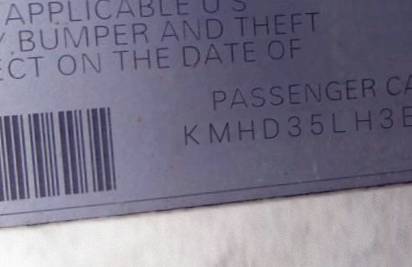 APPLICABLE U S
Y BUMPER AND THEFT
ECT ON THE DATE OF
PASSENGER CA
KMHD35LH3E